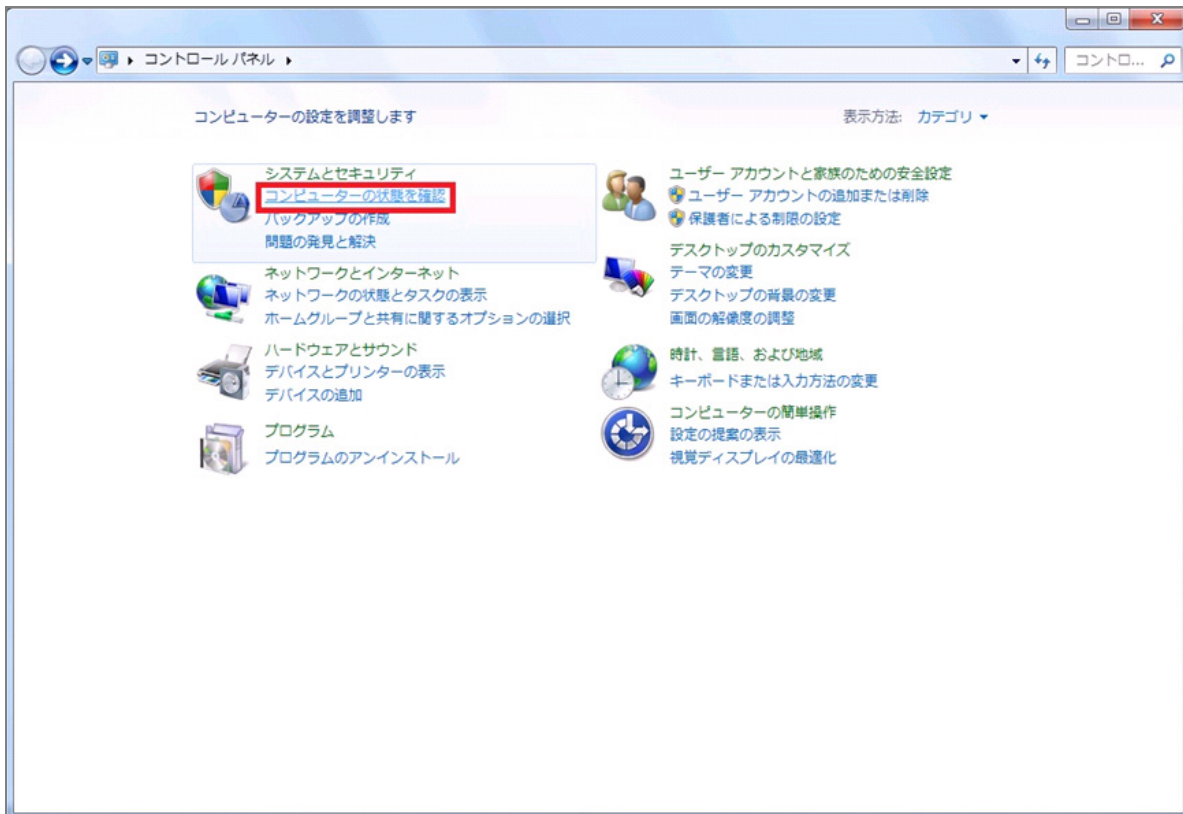 コントロール パネル
コントロ...
コンピューターの設定を調整します
表示方法: カテゴリ
システムとセキュリティ
コンピューターの状態を確認
バックアップの作成
問題の発見と解決
ネットワークとインターネット
ネットワークの状態とタスクの表示
ホームグループと共有に関するオプションの選択
ハードウェアとサウンド
デバイスとプリンターの表示
デバイスの追加
プログラム
プログラムのアンインストール
ユーザー アカウントと家族のための安全設定
ユーザー アカウントの追加または削除
保護者による制限の設定
デスクトップのカスタマイズ
テーマの変更
デスクトップの背景の変更
画面の解像度の調整
時計、言語、および地域
キーボードまたは入力方法の変更
コンピューターの簡単操作
設定の提案の表示
視覚ディスプレイの最適化